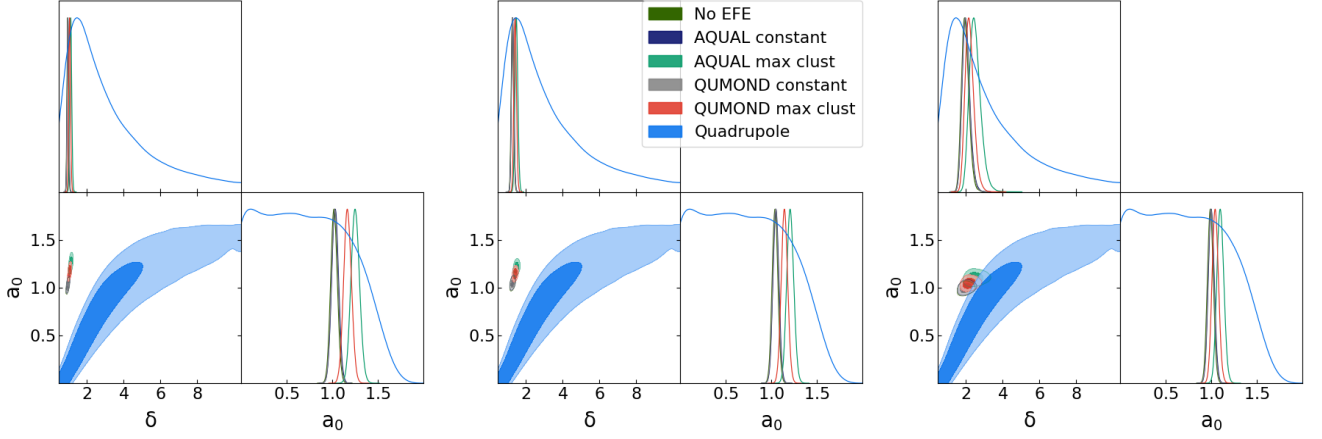 No EFE
AQUAL constant
AQUAL max clust
QUMOND constant
QUMOND max clust
Quadrupole
1.5
1.0
0.5
a₀
2 4 6 8
δ
0.5 1.0 1.5
a₀
1.5
1.0
0.5
a₀
2 4 6 8
δ
0.5 1.0 1.5
a₀
1.5
1.0
0.5
a₀
2 4 6 8
δ
0.5 1.0 1.5
a₀